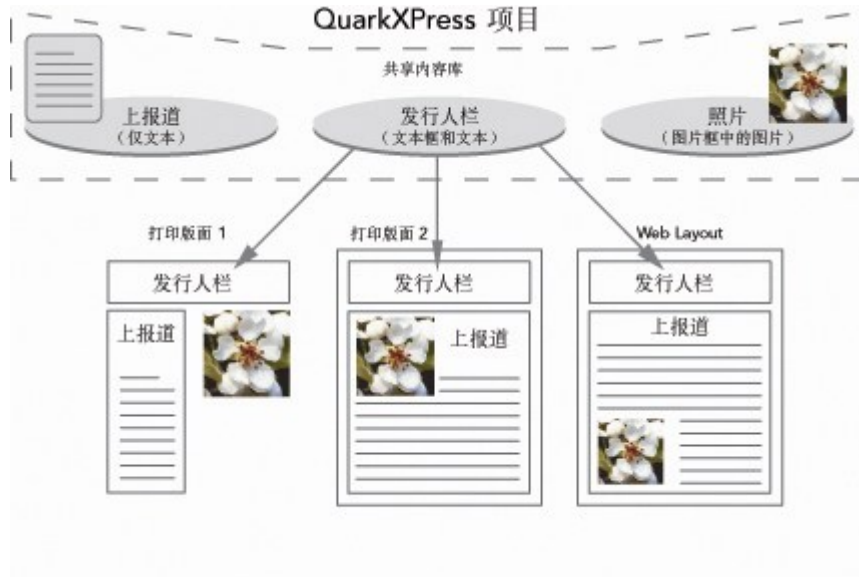 QuarkXPress 项目
共享内容库
上报道
（仅文本）
发行人栏
（文本框和文本）
照片
（图片框中的图片）
打印版面 1
打印版面 2
Web Layout
发行人栏
发行人栏
发行人栏
上报道
上报道
上报道